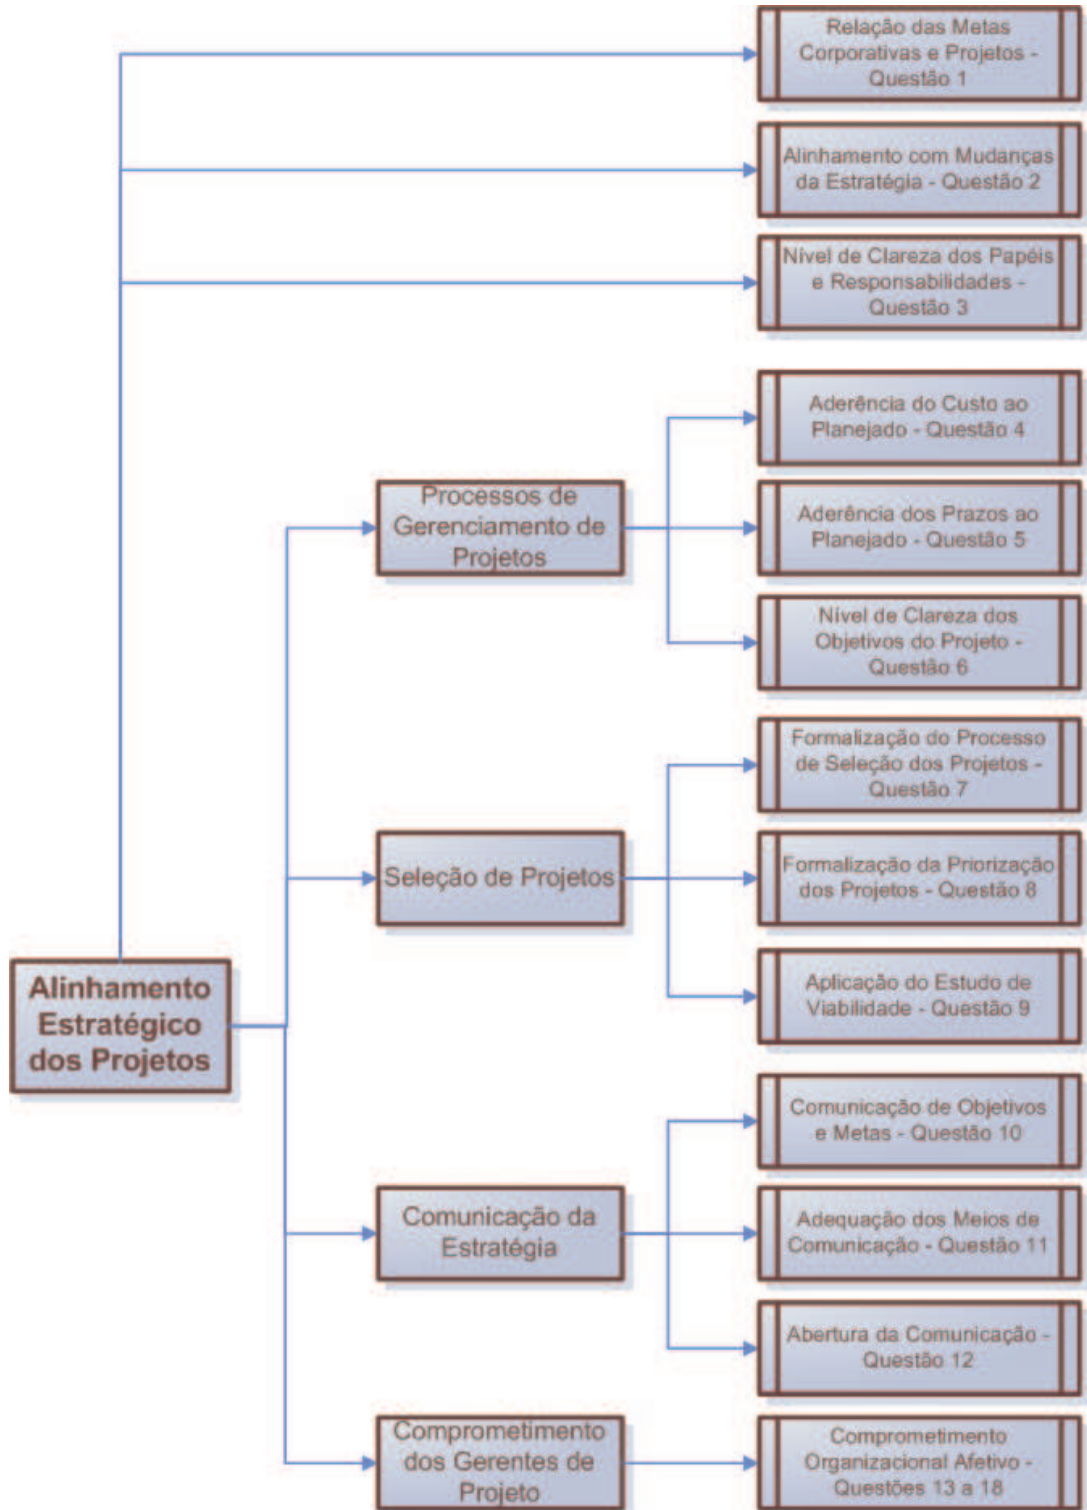 Relação das Metas
Corporativas e Projetos -
Questão 1
Alinhamento com Mudanças
da Estratégia - Questão 2
Nível de Clareza dos Papéis
e Responsabilidades -
Questão 3
Aderência do Custo ao
Planejado - Questão 4
Processos de
Gerenciamento de
Projetos
Aderência dos Prazos ao
Planejado - Questão 5
Nível de Clareza dos
Objetivos do Projeto -
Questão 6
Formalização do Processo
de Seleção dos Projetos -
Questão 7
Seleção de Projetos
Formalização da Priorização
dos Projetos - Questão 8
Aplicação do Estudo de
Viabilidade - Questão 9
Alinhamento
Estratégico
dos Projetos
Comunicação de Objetivos
e Metas - Questão 10
Comunicação da
Estratégia
Adequação dos Meios de
Comunicação - Questão 11
Abertura da Comunicação -
Questão 12
Comprometimento
dos Gerentes de
Projeto
Comprometimento
Organizacional Afetivo -
Questões 13 a 18